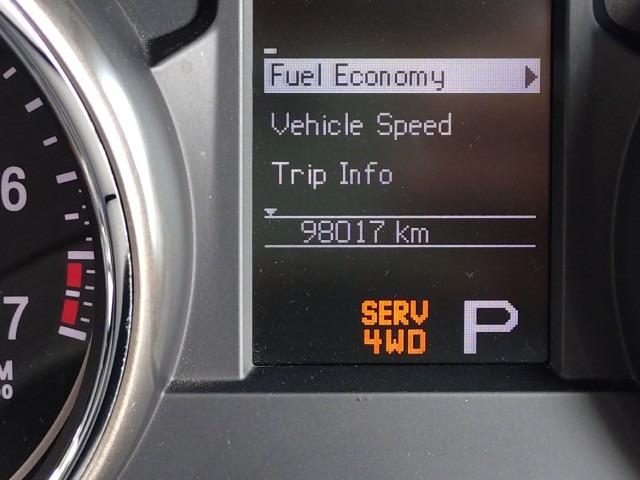 Fuel Economy
Vehicle Speed
Trip Info
98017 km
SERV
4WD
P
6
7